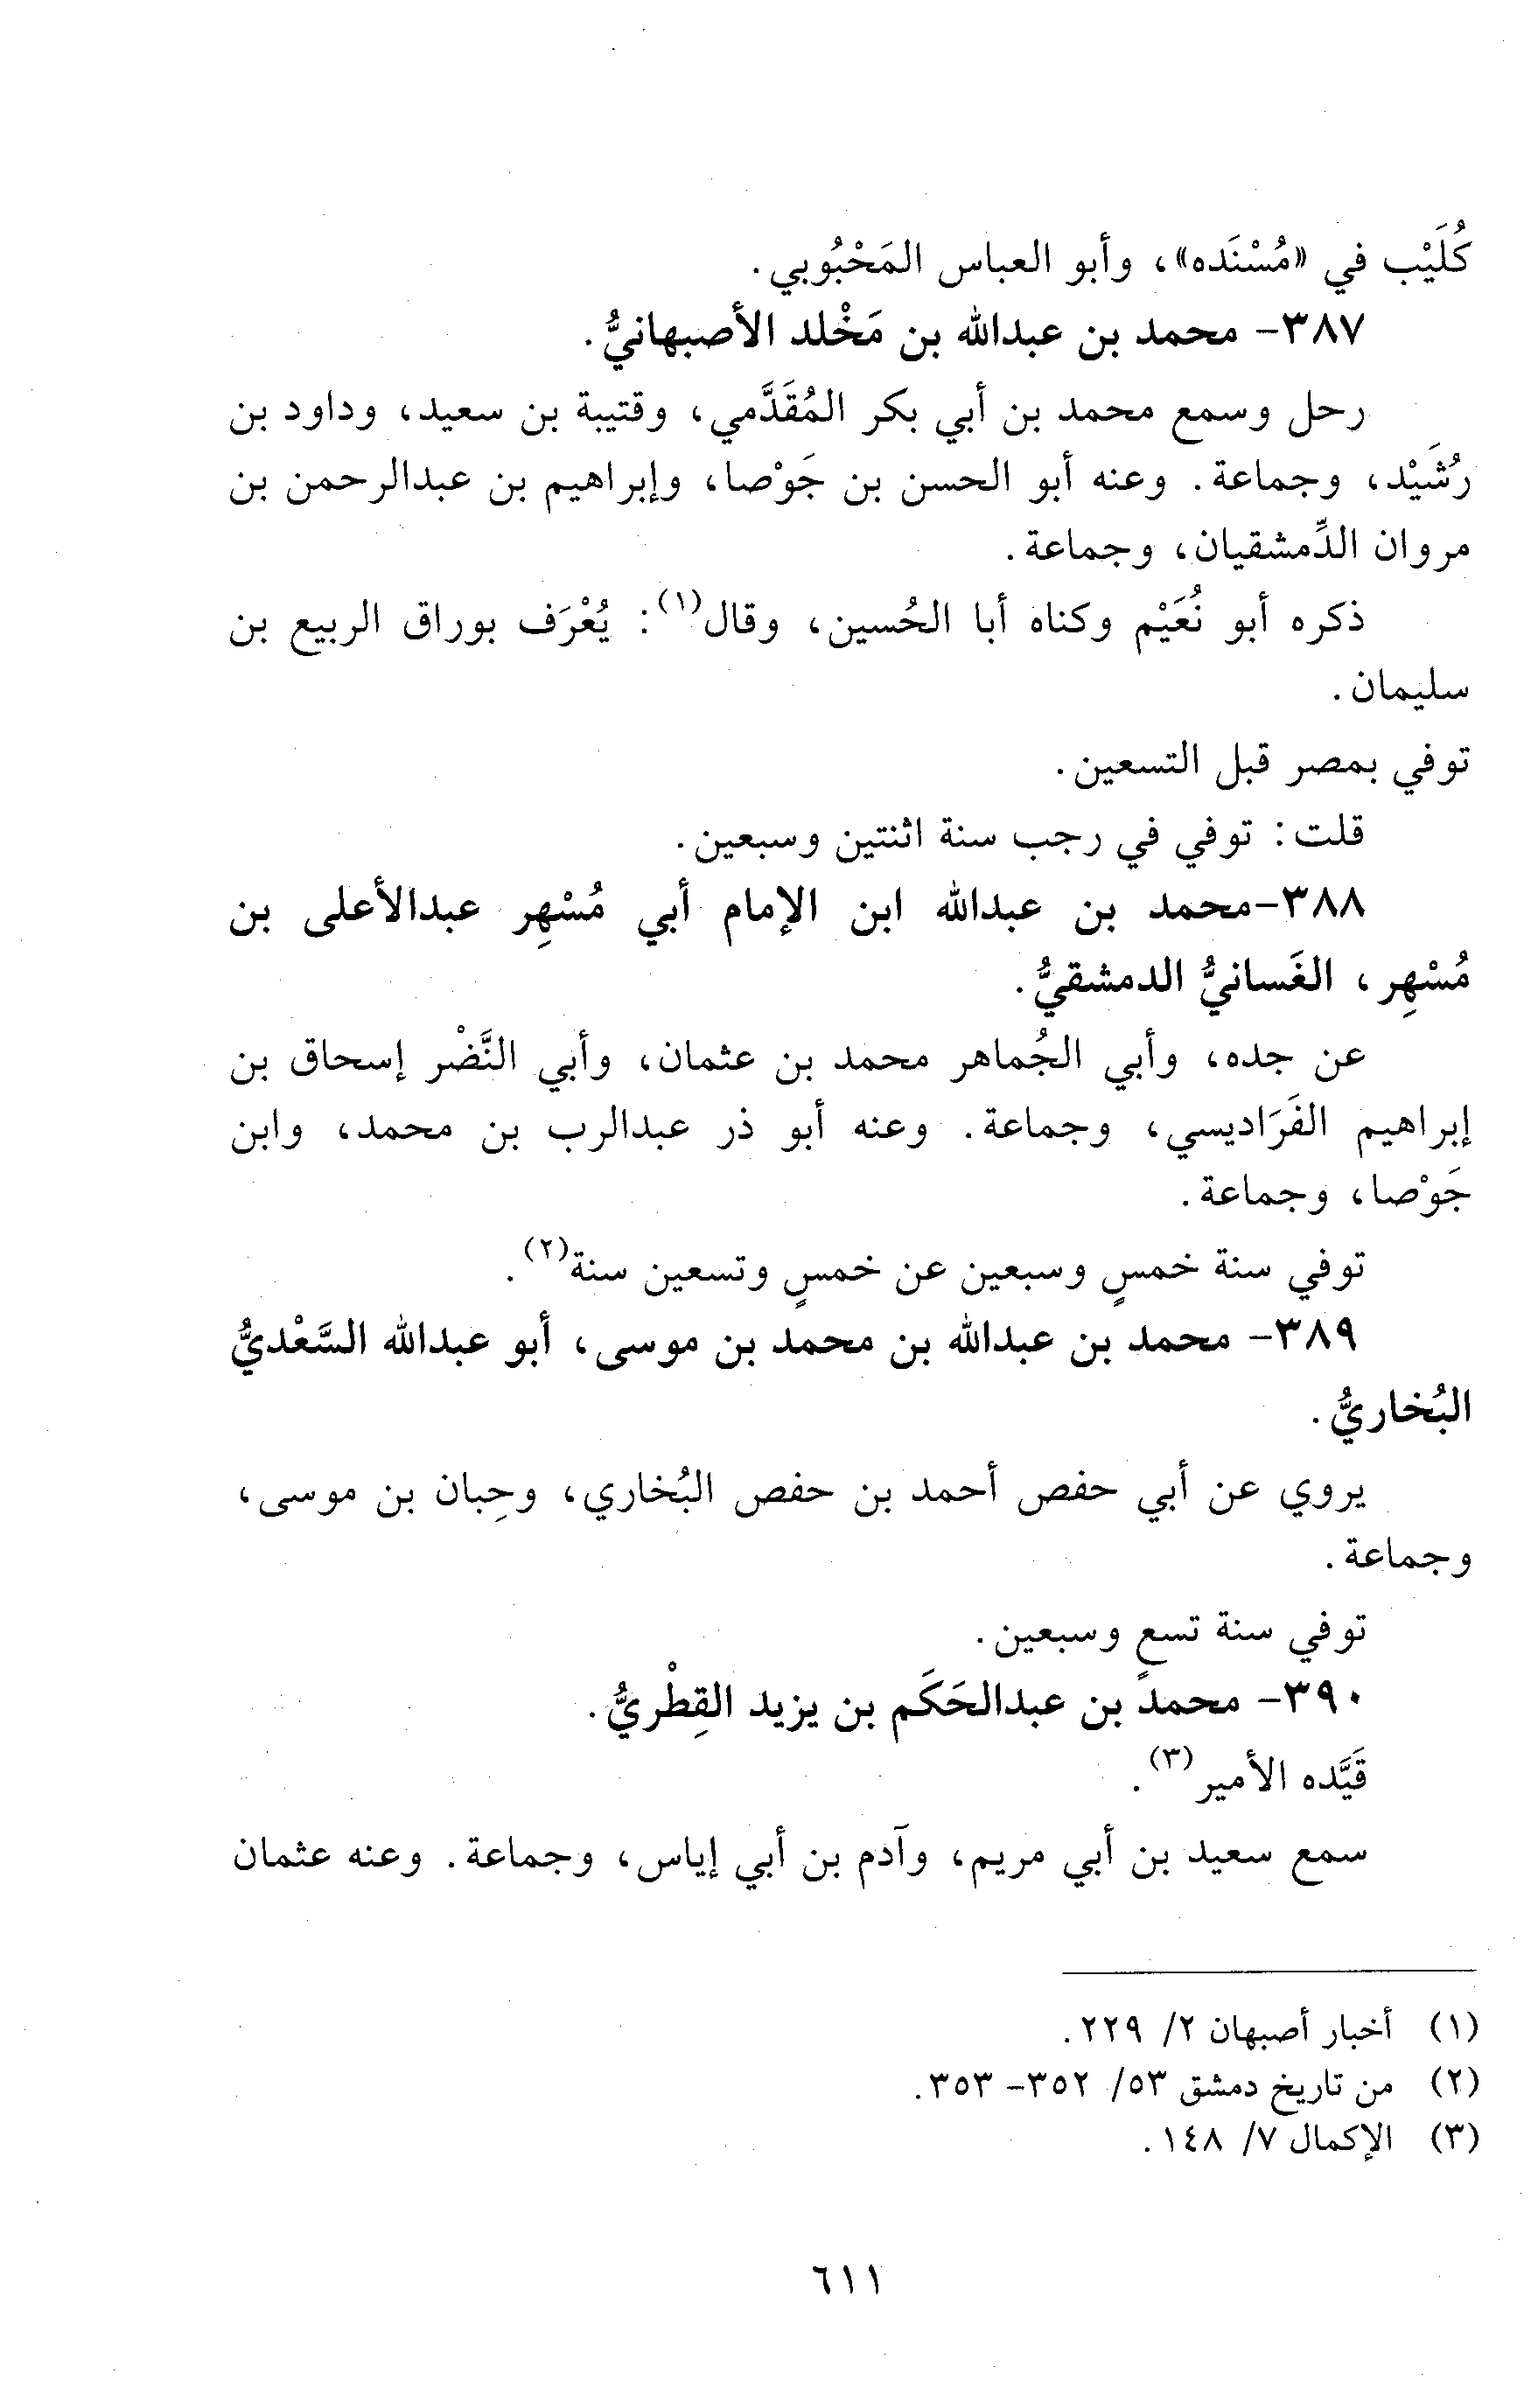 كُلَيْب في «مُسْنَده»، وأبو العباس المَحْبُوبي.
٣٨٧- محمد بن عبدالله بن مَخْلد الأصبهانيُّ.
رحل وسمع محمد بن أبي بكر المُقَدَّمي، وقتيبة بن سعيد، وداود بن
رُشَيْد، وجماعة. وعنه أبو الحسن بن جَوْصا، وإبراهيم بن عبدالرحمن بن
مروان الدِّمشقيان، وجماعة.
ذكره أبو نُعَيْم وكناه أبا الحُسين، وقال(١): يُعْرَف بوراق الربيع بن
سليمان.
توفي بمصر قبل التسعين.
قلت: توفي في رجب سنة اثنتين وسبعين.
٣٨٨-محمد بن عبدالله ابن الإمام أبي مُسْهِر عبدالأعلى بن
مُسْهِر، الغَسانيُّ الدمشقيُّ.
عن جده، وأبي الجُماهر محمد بن عثمان، وأبي النَّضْر إسحاق بن
إبراهيم الفَرَاديسي، وجماعة. وعنه أبو ذر عبدالرب بن محمد، وابن
جَوْصا، وجماعة.
توفي سنة خمسٍ وسبعين عن خمسٍ وتسعين سنة(٢).
٣٨٩- محمد بن عبدالله بن محمد بن موسى، أبو عبدالله السَّعْديُّ
البُخاريُّ.
يروي عن أبي حفص أحمد بن حفص البُخاري، وحِبان بن موسى،
وجماعة.
توفي سنة تسعٍ وسبعين.
٣٩٠- محمد بن عبدالحَكَم بن يزيد القِطْريُّ.
قَيَّده الأمير(٣).
سمع سعيد بن أبي مريم، وآدم بن أبي إياس، وجماعة. وعنه عثمان
(١) أخبار أصبهان ٢/ ٢٢٩.
(٢) من تاريخ دمشق ٥٣/ ٣٥٢- ٣٥٣.
(٣) الإكمال ٧/ ١٤٨.
٦١١